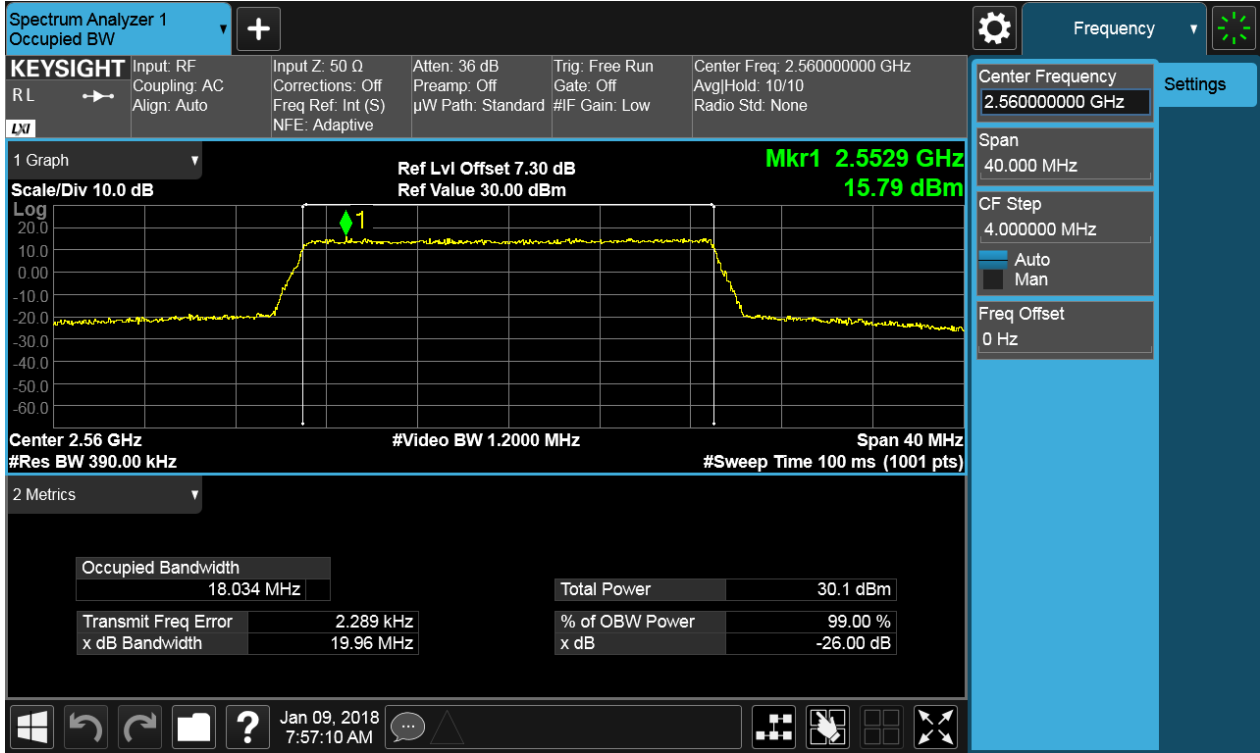 Spectrum Analyzer 1
Occupied BW
+
Frequency
KEYSIGHT
RL
LXI
Input: RF
Coupling: AC
Align: Auto
Input Z: 50 Ω
Corrections: Off
Freq Ref: Int (S)
NFE: Adaptive
Atten: 36 dB
Preamp: Off
µW Path: Standard
Trig: Free Run
Gate: Off
#IF Gain: Low
Center Freq: 2.560000000 GHz
Avg|Hold: 10/10
Radio Std: None
Center Frequency
2.560000000 GHz
Settings
Span
40.000 MHz
CF Step
4.000000 MHz
Auto
Man
Freq Offset
0 Hz
1 Graph
Scale/Div 10.0 dB
Ref Lvl Offset 7.30 dB
Ref Value 30.00 dBm
Mkr1 2.5529 GHz
15.79 dBm
Log
1
20.0
10.0
0.00
-10.0
-20.0
-30.0
-40.0
-50.0
-60.0
Center 2.56 GHz
#Video BW 1.2000 MHz
Span 40 MHz
#Res BW 390.00 kHz
#Sweep Time 100 ms (1001 pts)
2 Metrics
Occupied Bandwidth
18.034 MHz
Total Power 30.1 dBm
Transmit Freq Error 2.289 kHz
% of OBW Power 99.00 %
x dB Bandwidth 19.96 MHz
x dB -26.00 dB
?
Jan 09, 2018
7:57:10 AM